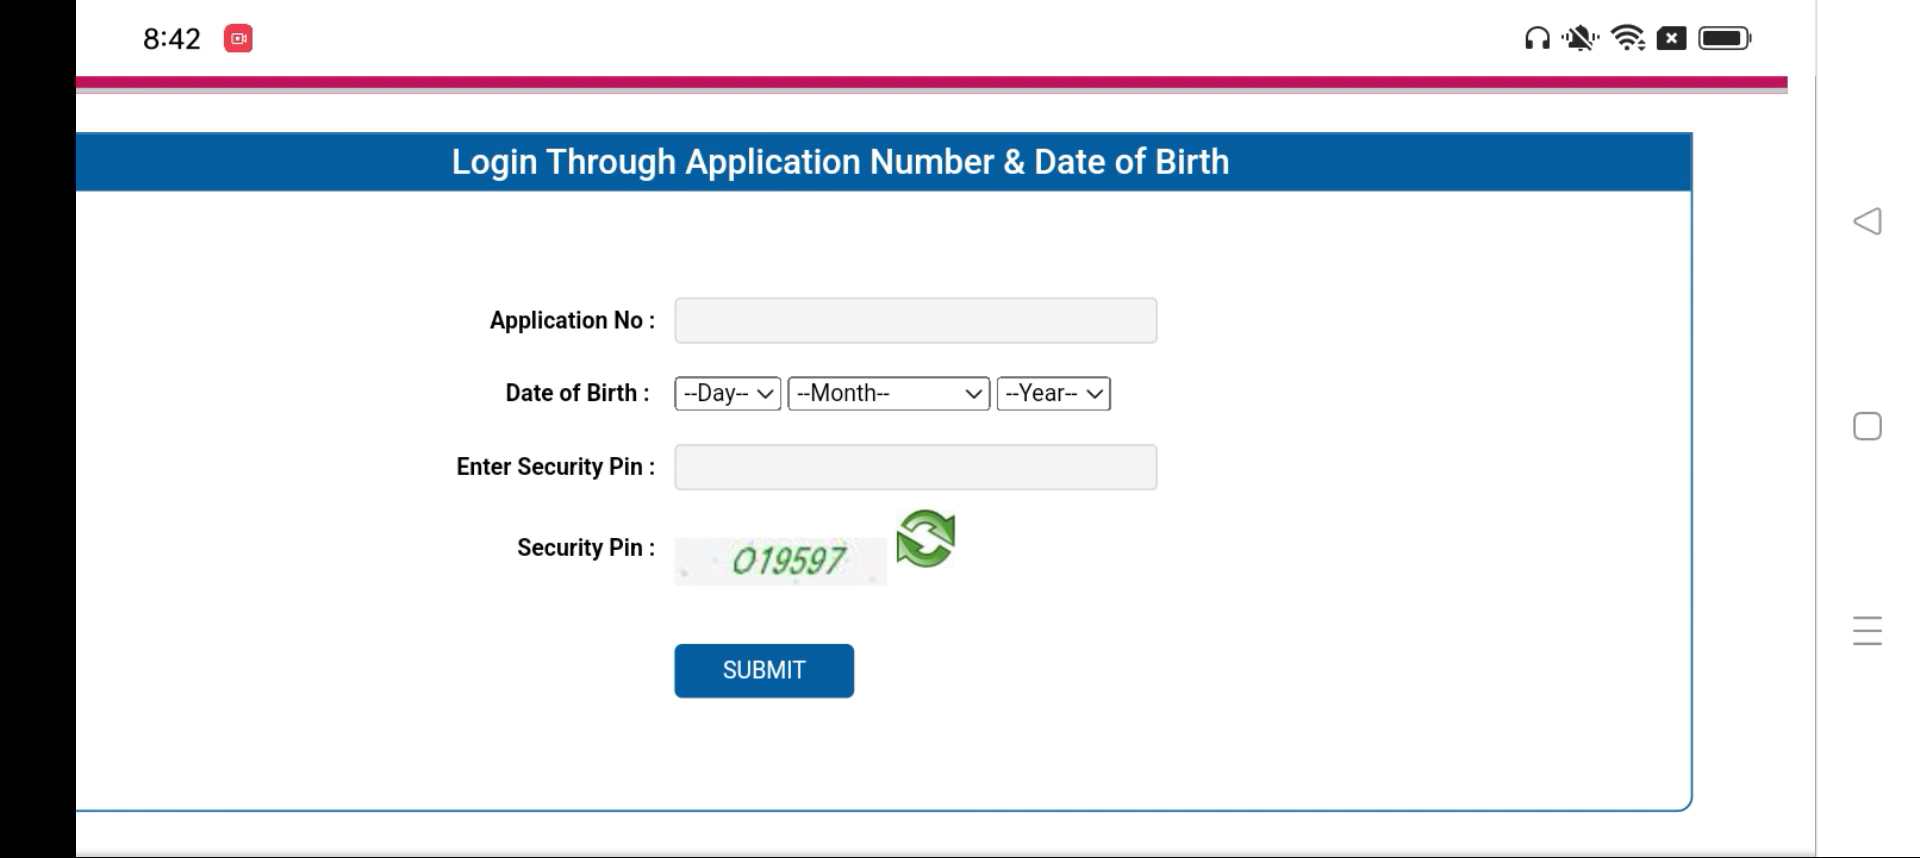 8:42
Login Through Application Number & Date of Birth
Application No :
Date of Birth : --Day-- --Month-- --Year--
Enter Security Pin :
Security Pin : 019597
SUBMIT